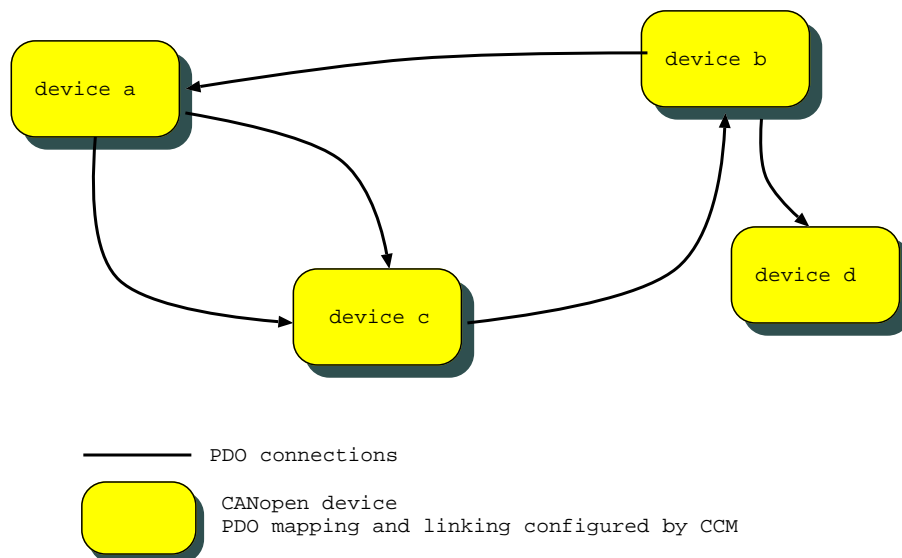 device b
device a
device d
device c
PDO connections
CANopen device
PDO mapping and linking configured by CCM